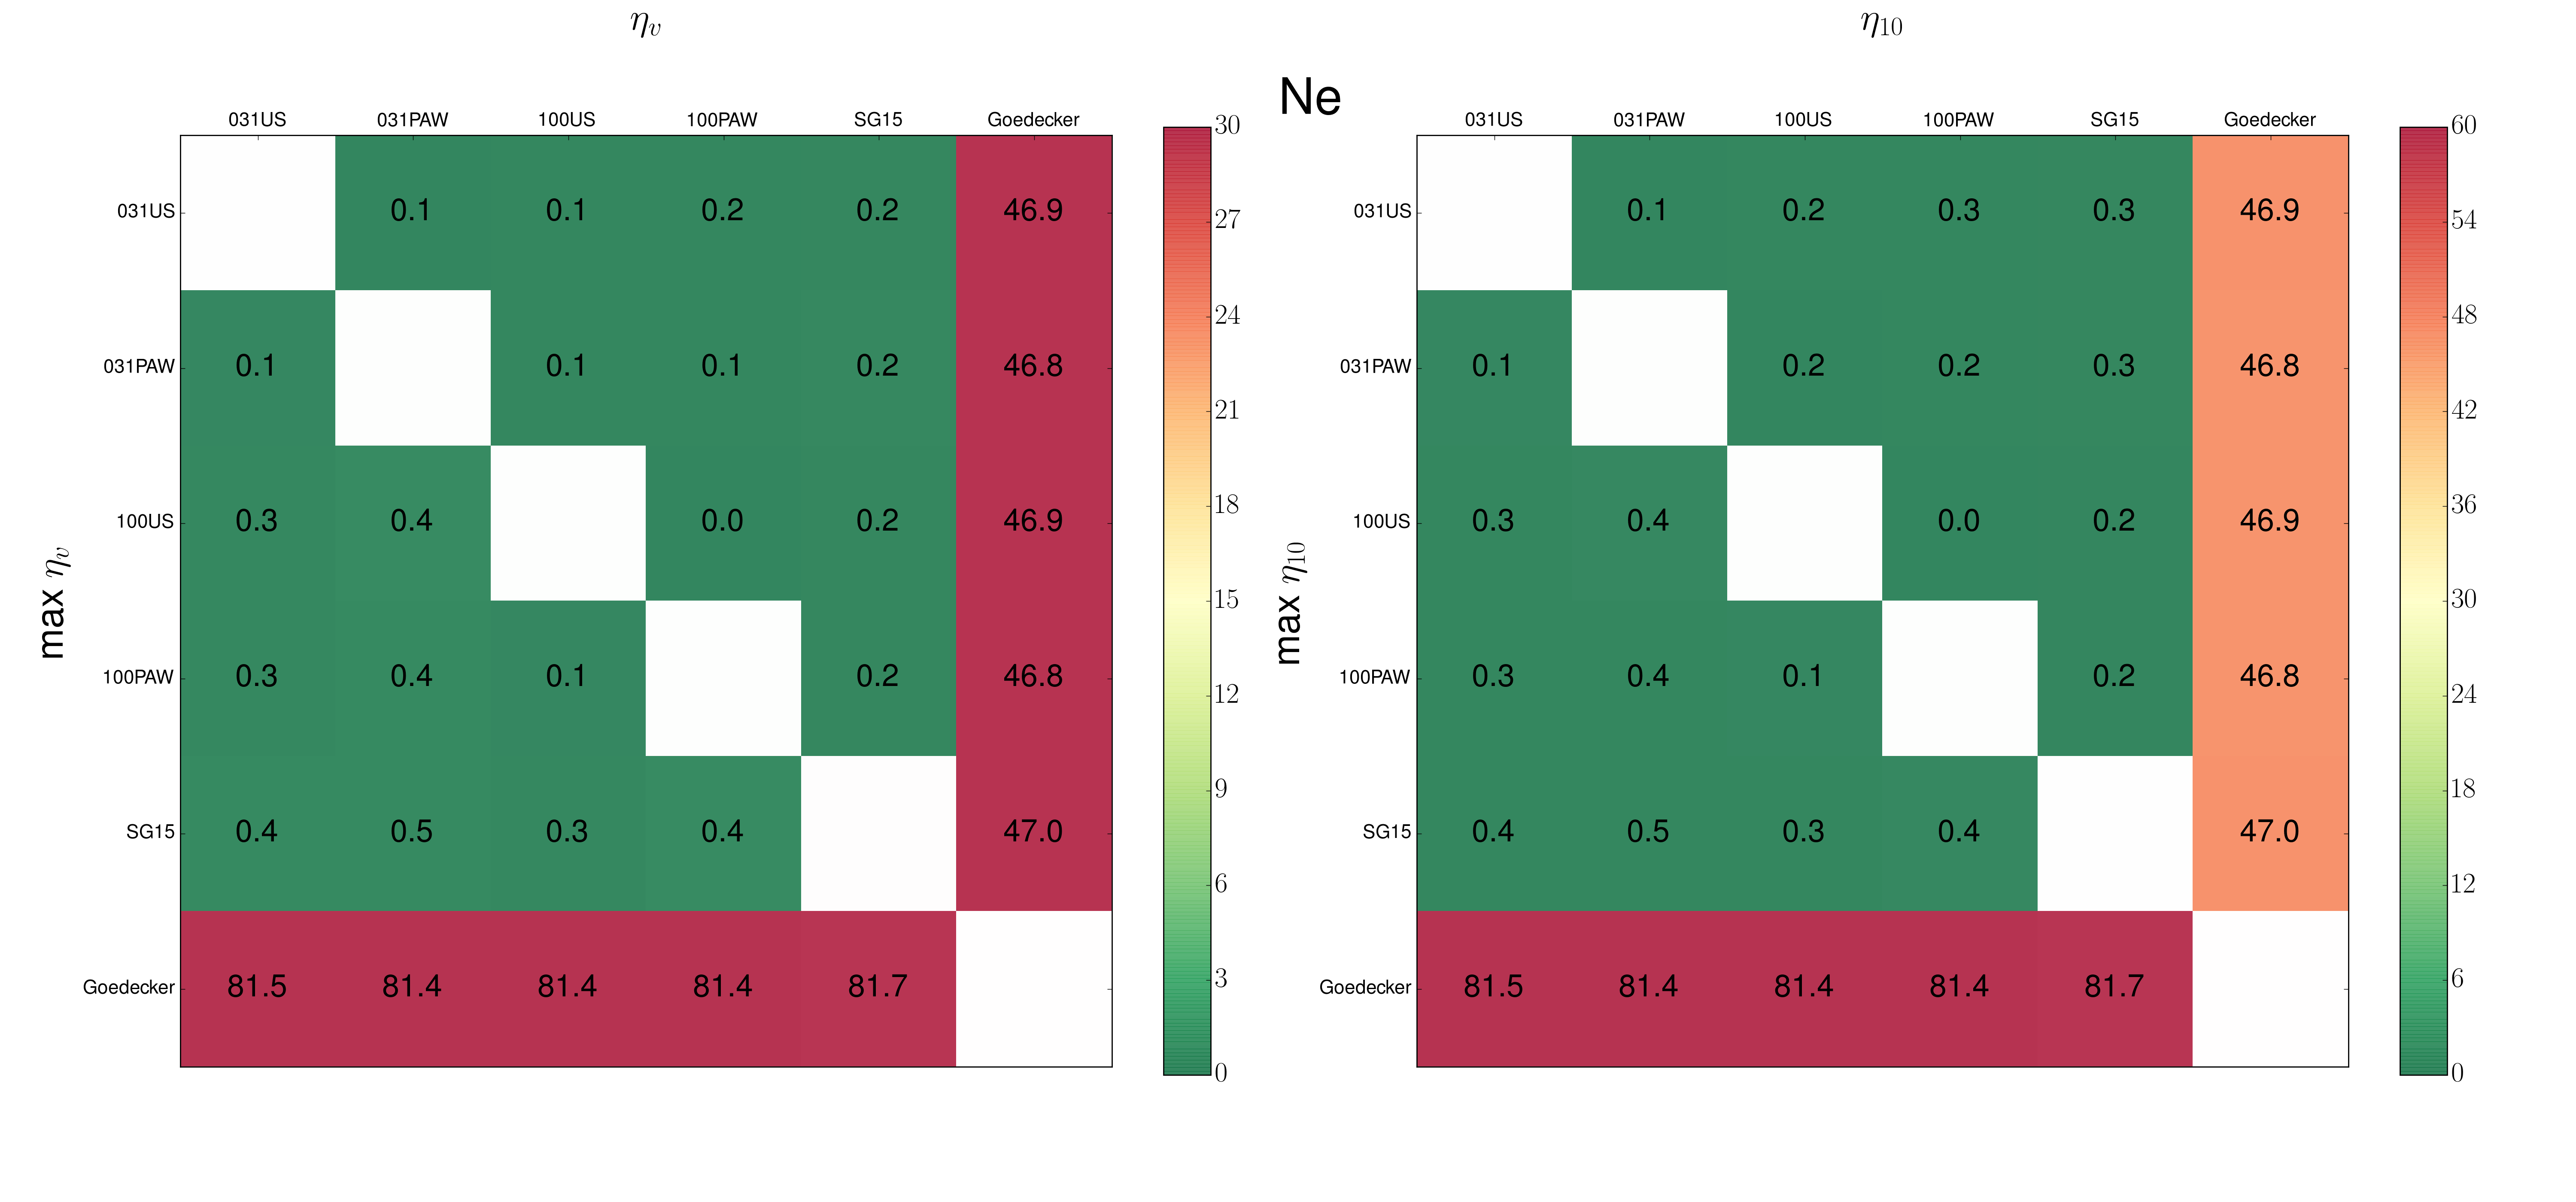 η_v
η_10
Ne
031US 031PAW 100US 100PAW SG15 Goedecker
031US 0.1 0.1 0.2 0.2 46.9
031PAW 0.1 0.1 0.1 0.2 46.8
100US 0.3 0.4 0.0 0.2 46.9
100PAW 0.3 0.4 0.1 0.2 46.8
SG15 0.4 0.5 0.3 0.4 47.0
Goedecker 81.5 81.4 81.4 81.4 81.7
max η_v
30
27
24
21
18
15
12
9
6
3
0
031US 031PAW 100US 100PAW SG15 Goedecker
031US 0.1 0.2 0.3 0.3 46.9
031PAW 0.1 0.2 0.2 0.3 46.8
100US 0.3 0.4 0.0 0.2 46.9
100PAW 0.3 0.4 0.1 0.2 46.8
SG15 0.4 0.5 0.3 0.4 47.0
Goedecker 81.5 81.4 81.4 81.4 81.7
max η_10
60
54
48
42
36
30
24
18
12
6
0